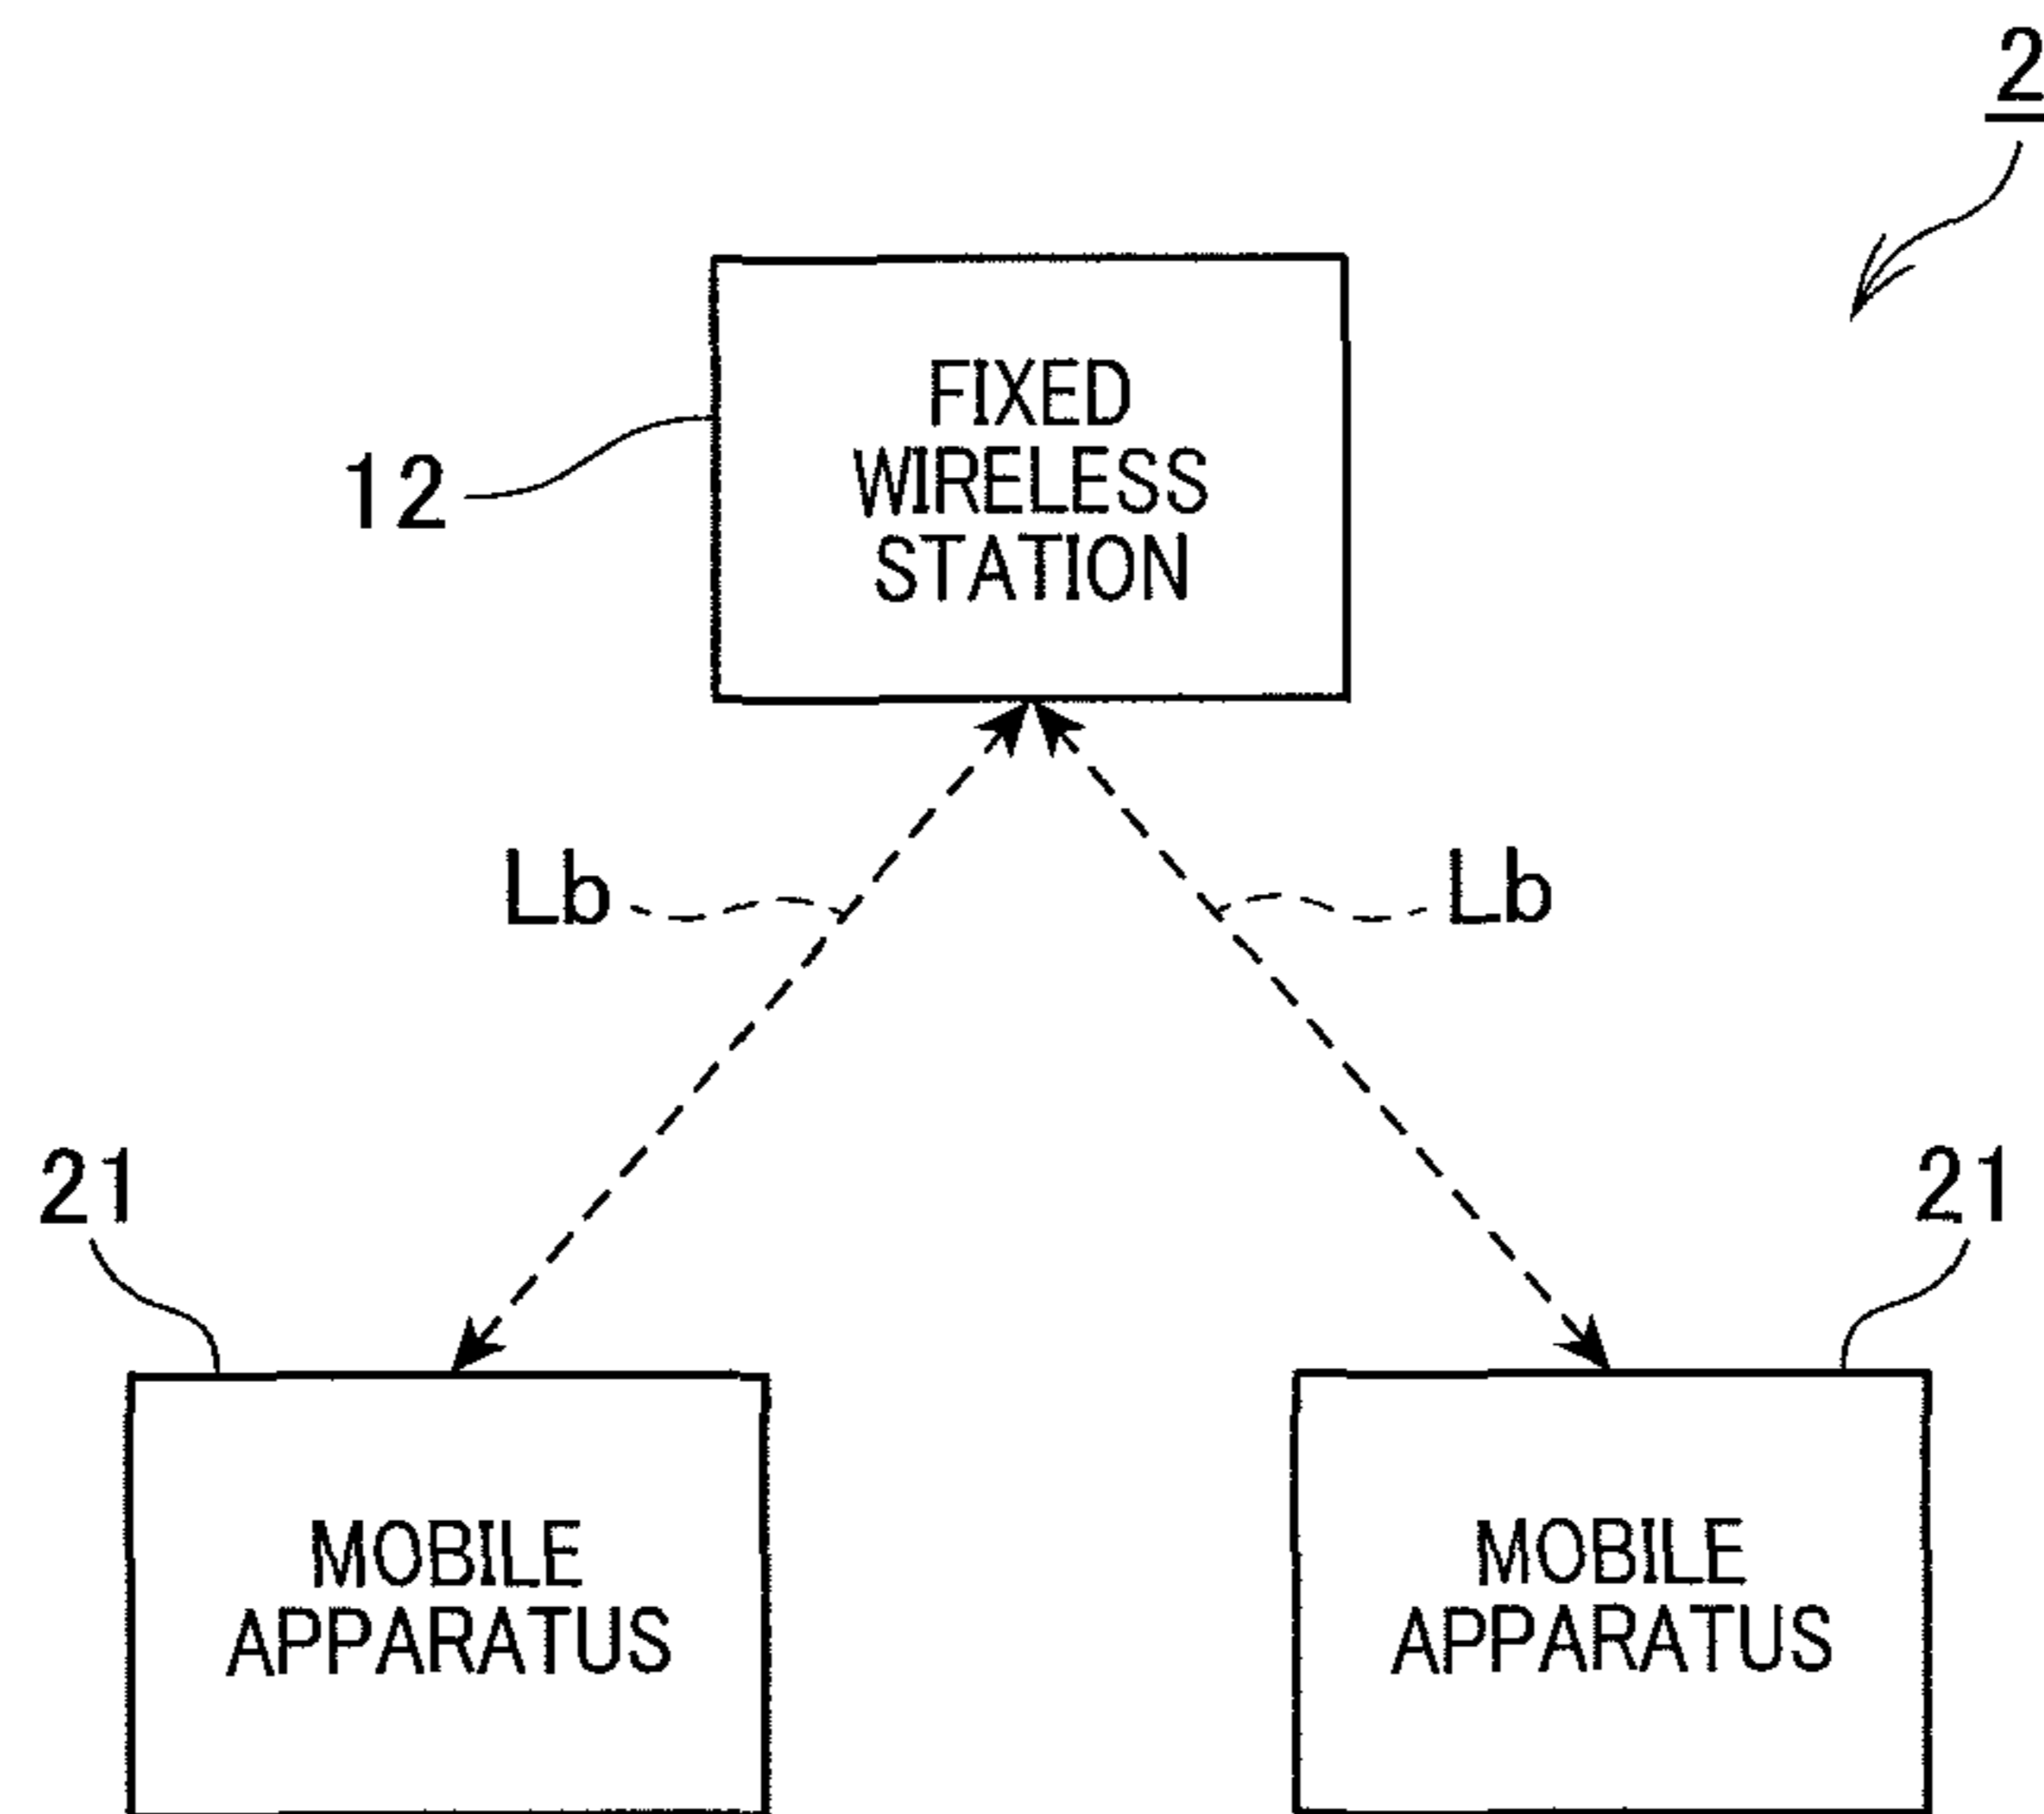 2
FIXED
WIRELESS
STATION
12
Lb
Lb
21
21
MOBILE
APPARATUS
MOBILE
APPARATUS